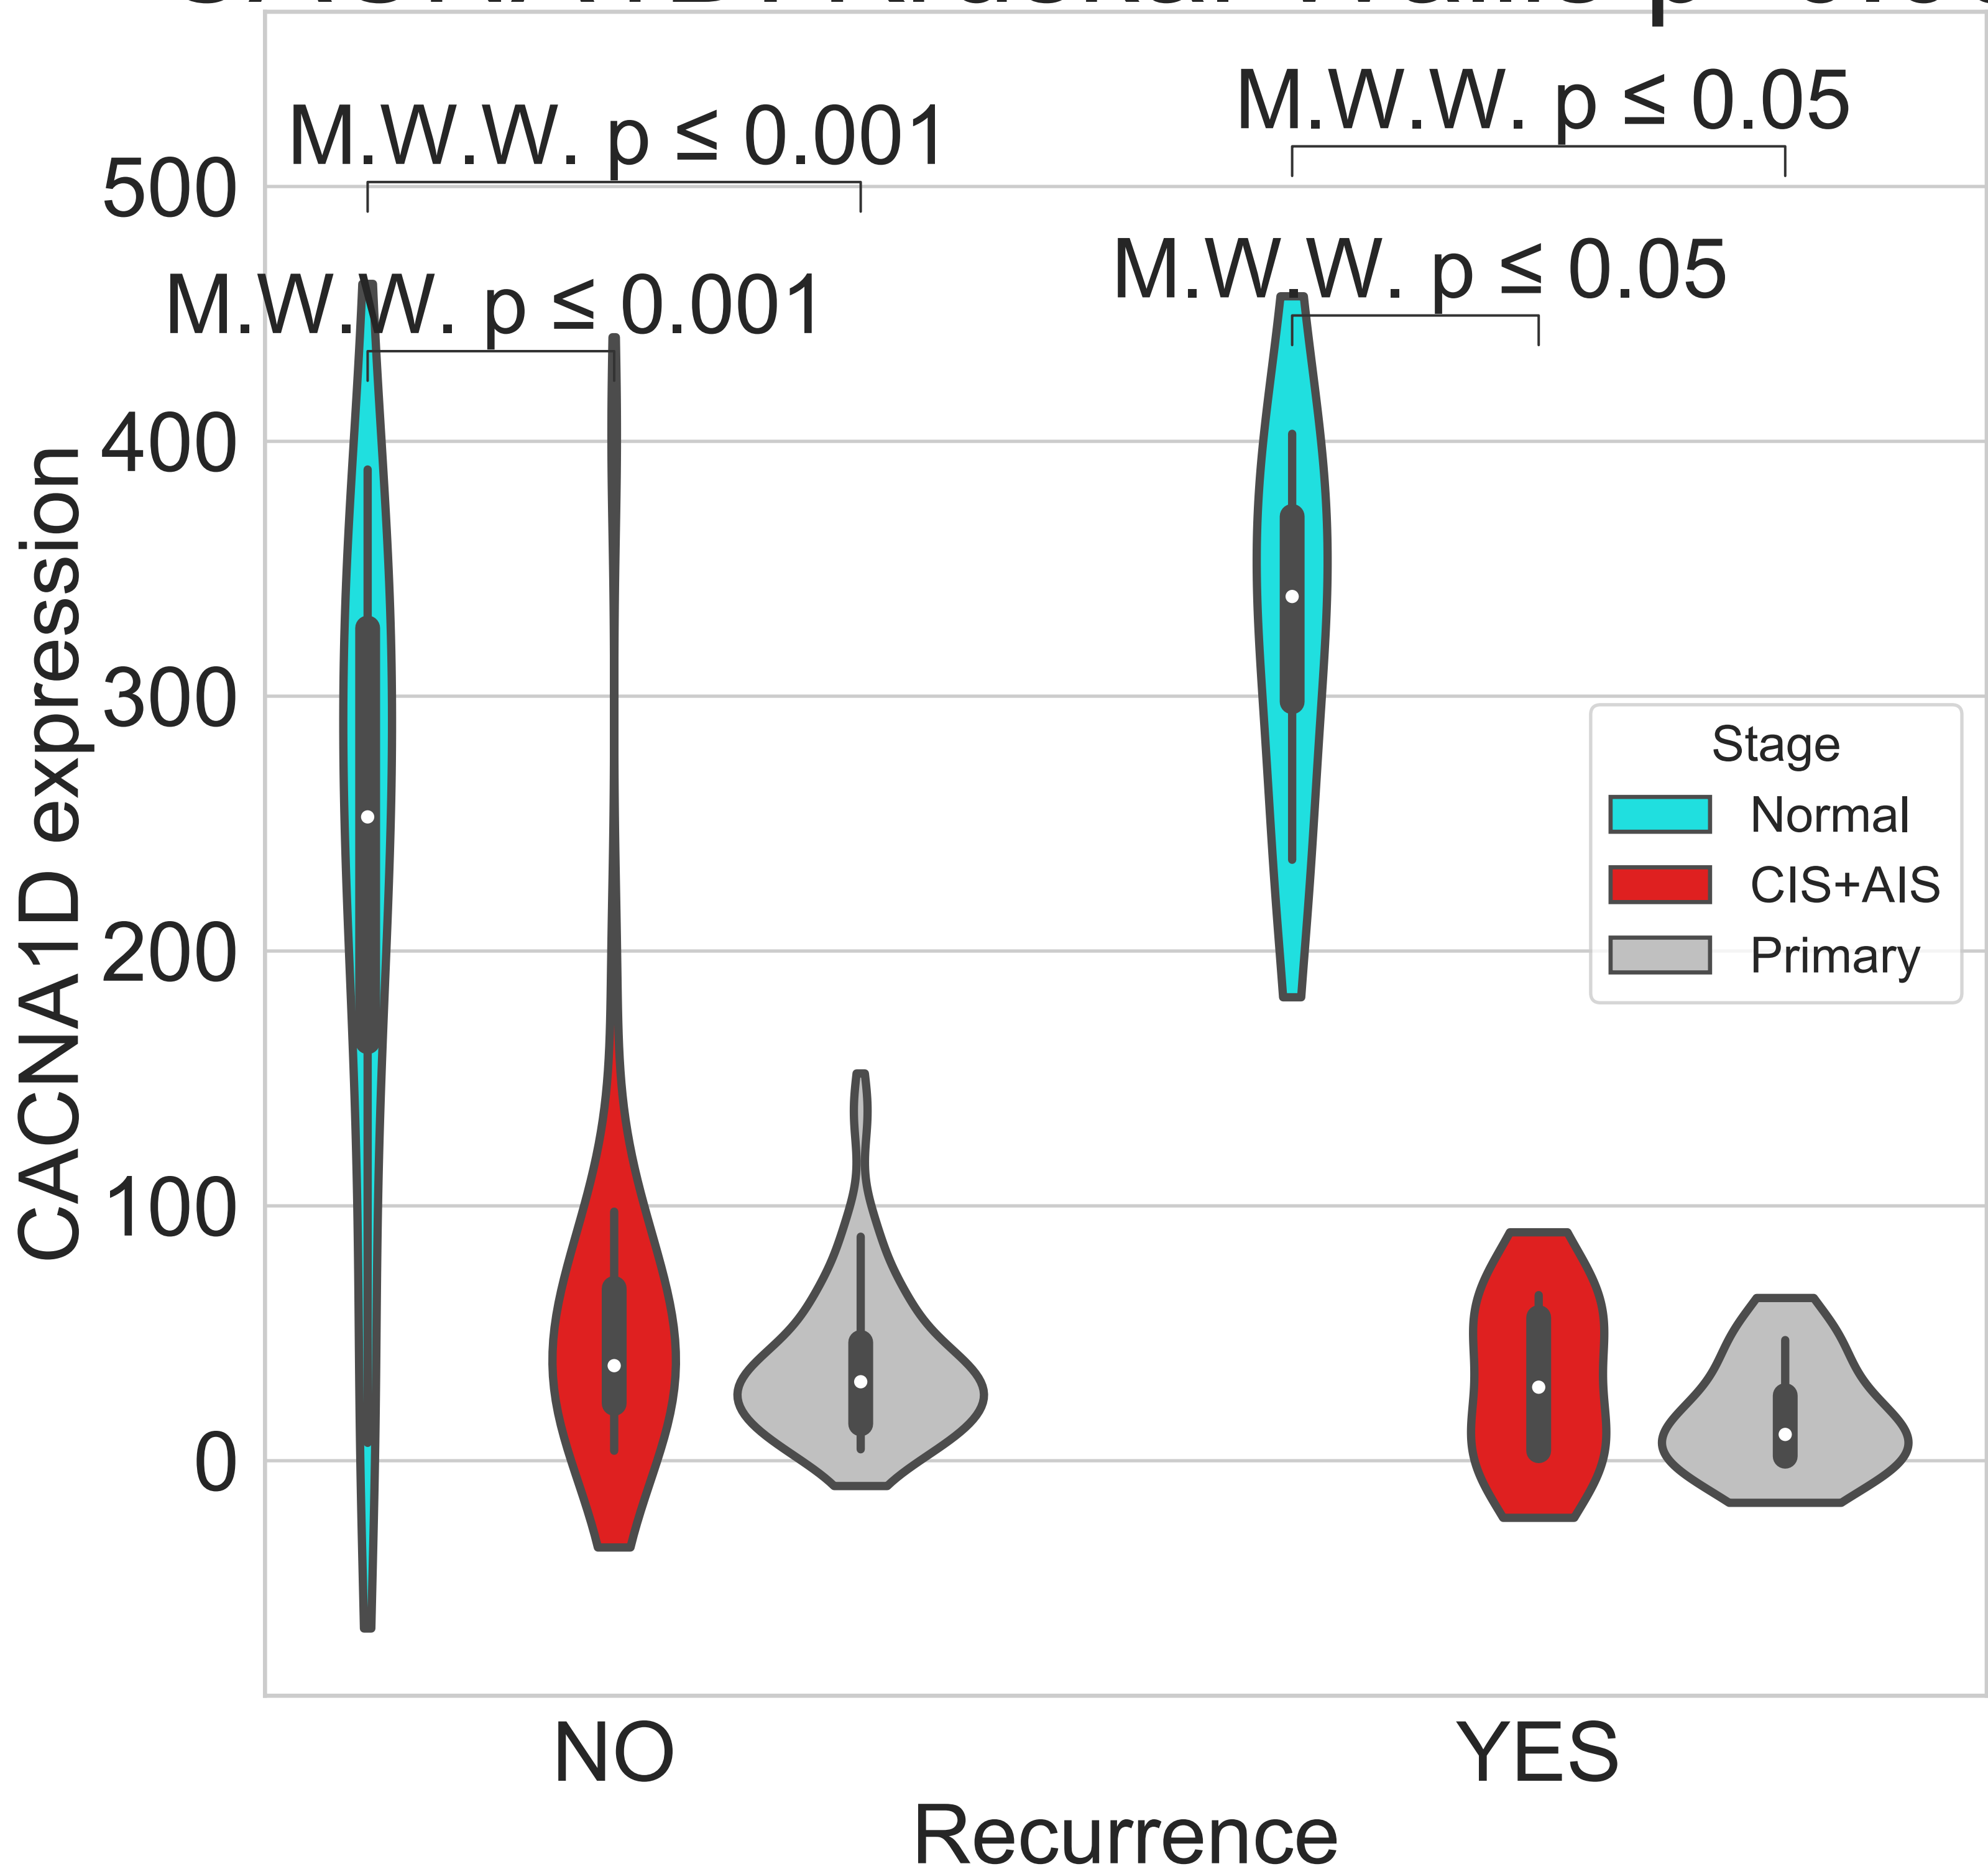 M.W.W. p ≤ 0.05
M.W.W. p ≤ 0.001
500
M.W.W. p ≤ 0.05
M.W.W. p ≤ 0.001
400
300
200
100
0
CACNA1D expression
Stage
Normal
CIS+AIS
Primary
NO
YES
Recurrence